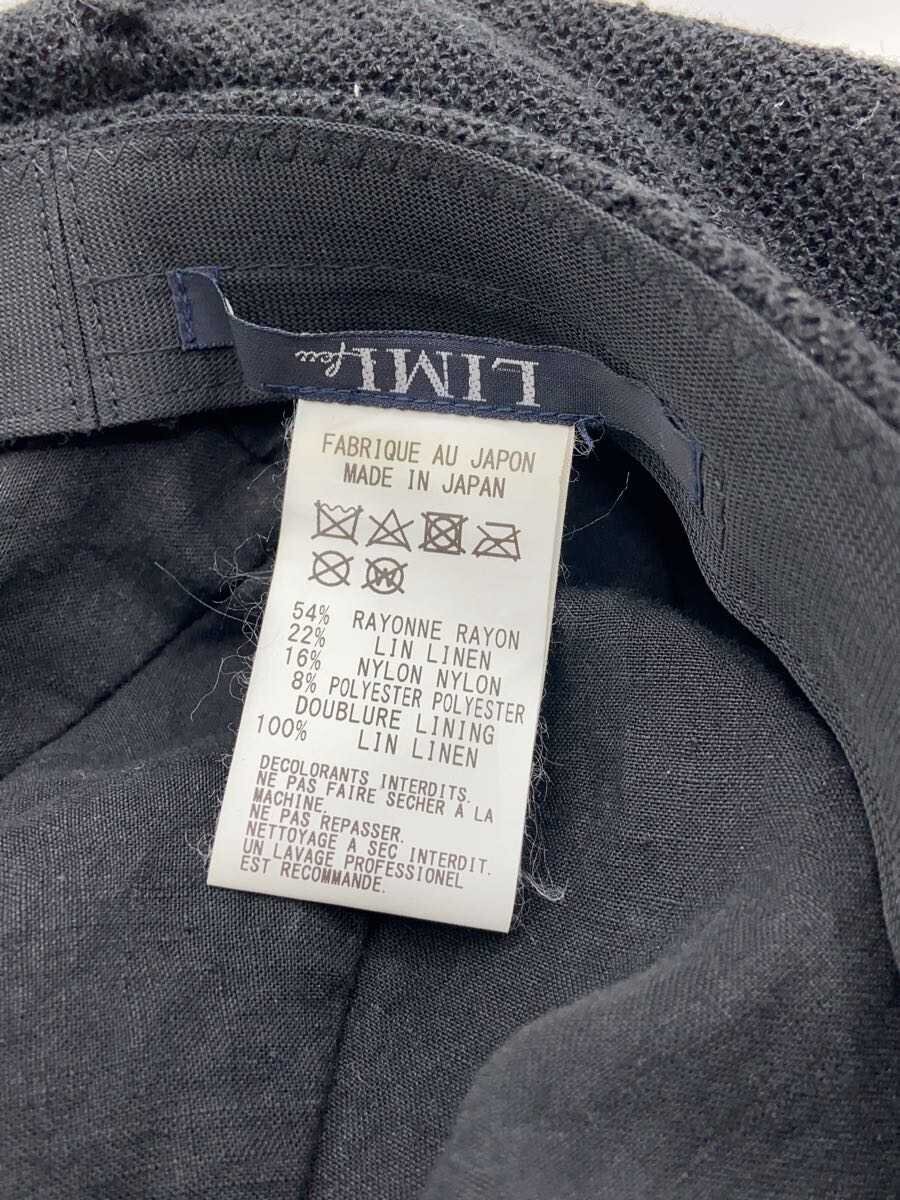 LIMI feu
FABRIQUE AU JAPON
MADE IN JAPAN
W
54% RAYONNE RAYON
22% LIN LINEN
16% NYLON NYLON
8% POLYESTER POLYESTER
DOUBLURE LINING
100% LIN LINEN
DECOLORANTS INTERDITS.
NE PAS FAIRE SECHER À LA
MACHINE.
NE PAS REPASSER.
NETTOYAGE A SEC INTERDIT.
UN LAVAGE PROFESSIONEL
EST RECOMMANDE.